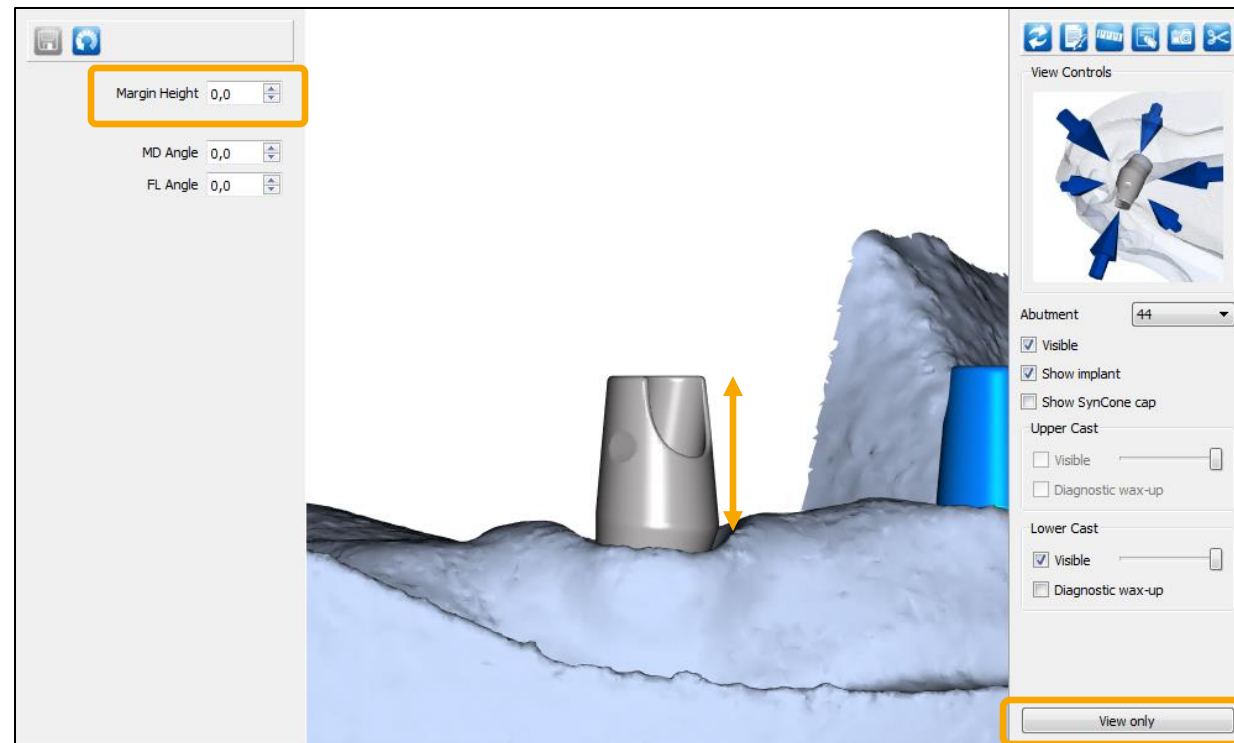 Margin Height 0,0
MD Angle 0,0
FL Angle 0,0
View Controls
Abutment 44
Visible
Show implant
Show SynCone cap
Upper Cast
Visible
Diagnostic wax-up
Lower Cast
Visible
Diagnostic wax-up
View only